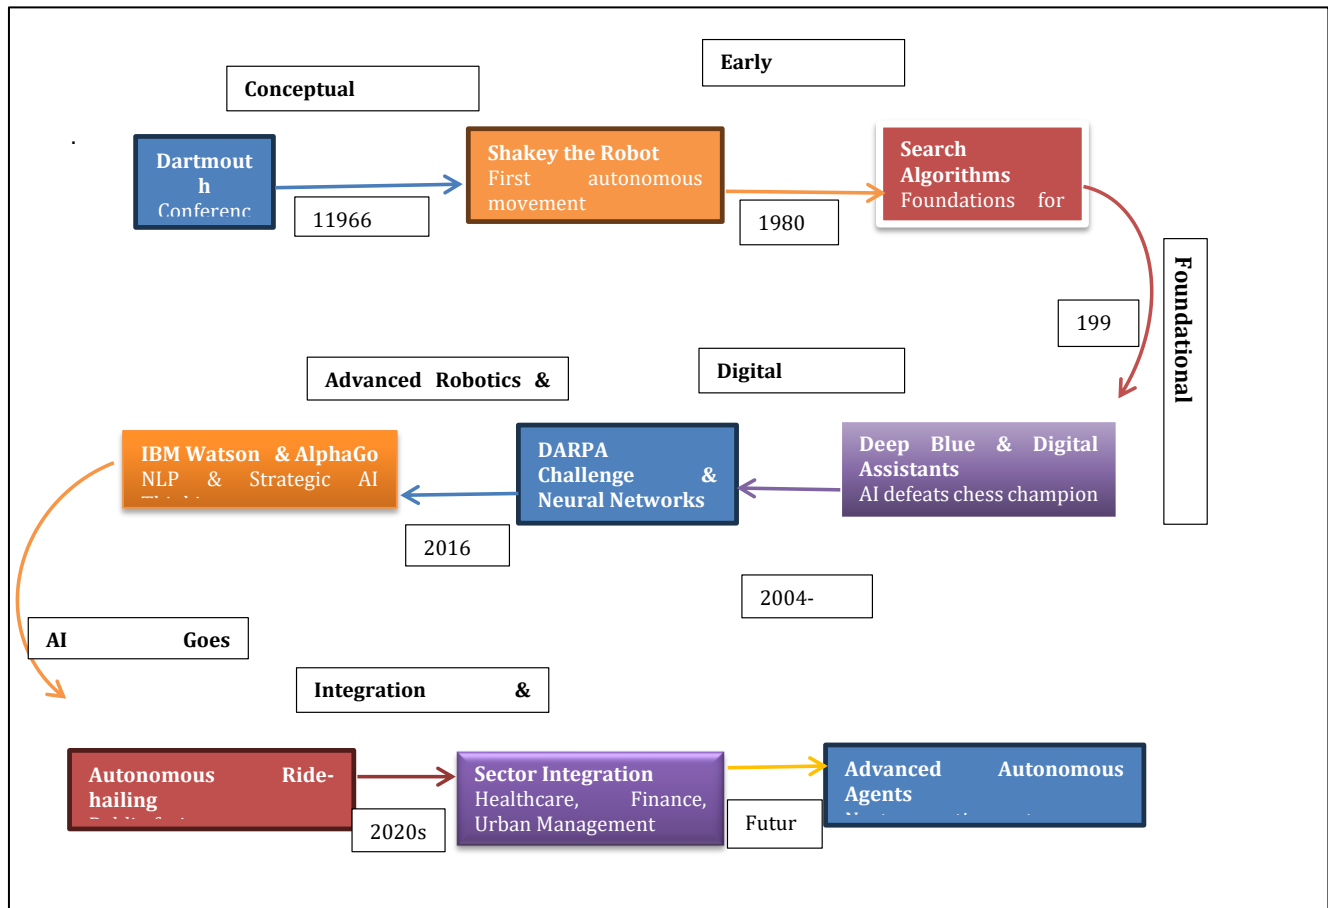 Conceptual
Early
Dartmout
h
Conferenc
11966
Shakey the Robot
First autonomous
movement
1980
Search
Algorithms
Foundations for
Foundational
199
Advanced Robotics &
Digital
IBM Watson & AlphaGo
NLP & Strategic AI
2016
DARPA
Challenge &
Neural Networks
2004-
Deep Blue & Digital
Assistants
AI defeats chess champion
AI Goes
Integration &
Autonomous Ride-
hailing
2020s
Sector Integration
Healthcare, Finance,
Urban Management
Futur
Advanced Autonomous
Agents